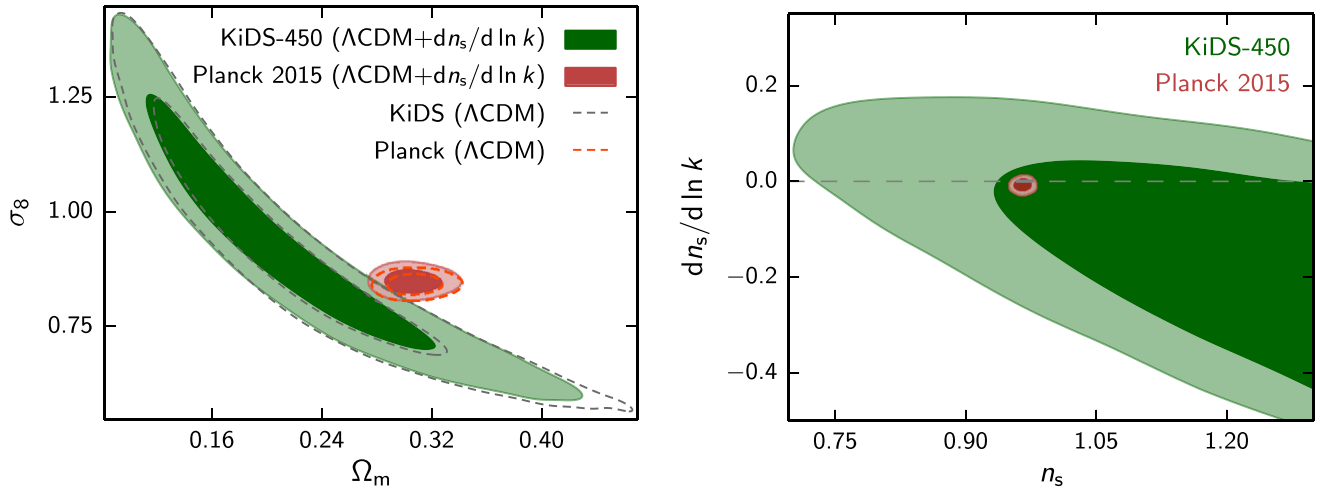 KiDS-450 (ΛCDM+dnₛ/d ln k)
Planck 2015 (ΛCDM+dnₛ/d ln k)
KiDS (ΛCDM)
Planck (ΛCDM)
1.25
1.00
0.75
σ₈
0.16 0.24 0.32 0.40
Ωₘ
KiDS-450
Planck 2015
0.2
0.0
−0.2
−0.4
dnₛ/d ln k
0.75 0.90 1.05 1.20
nₛ